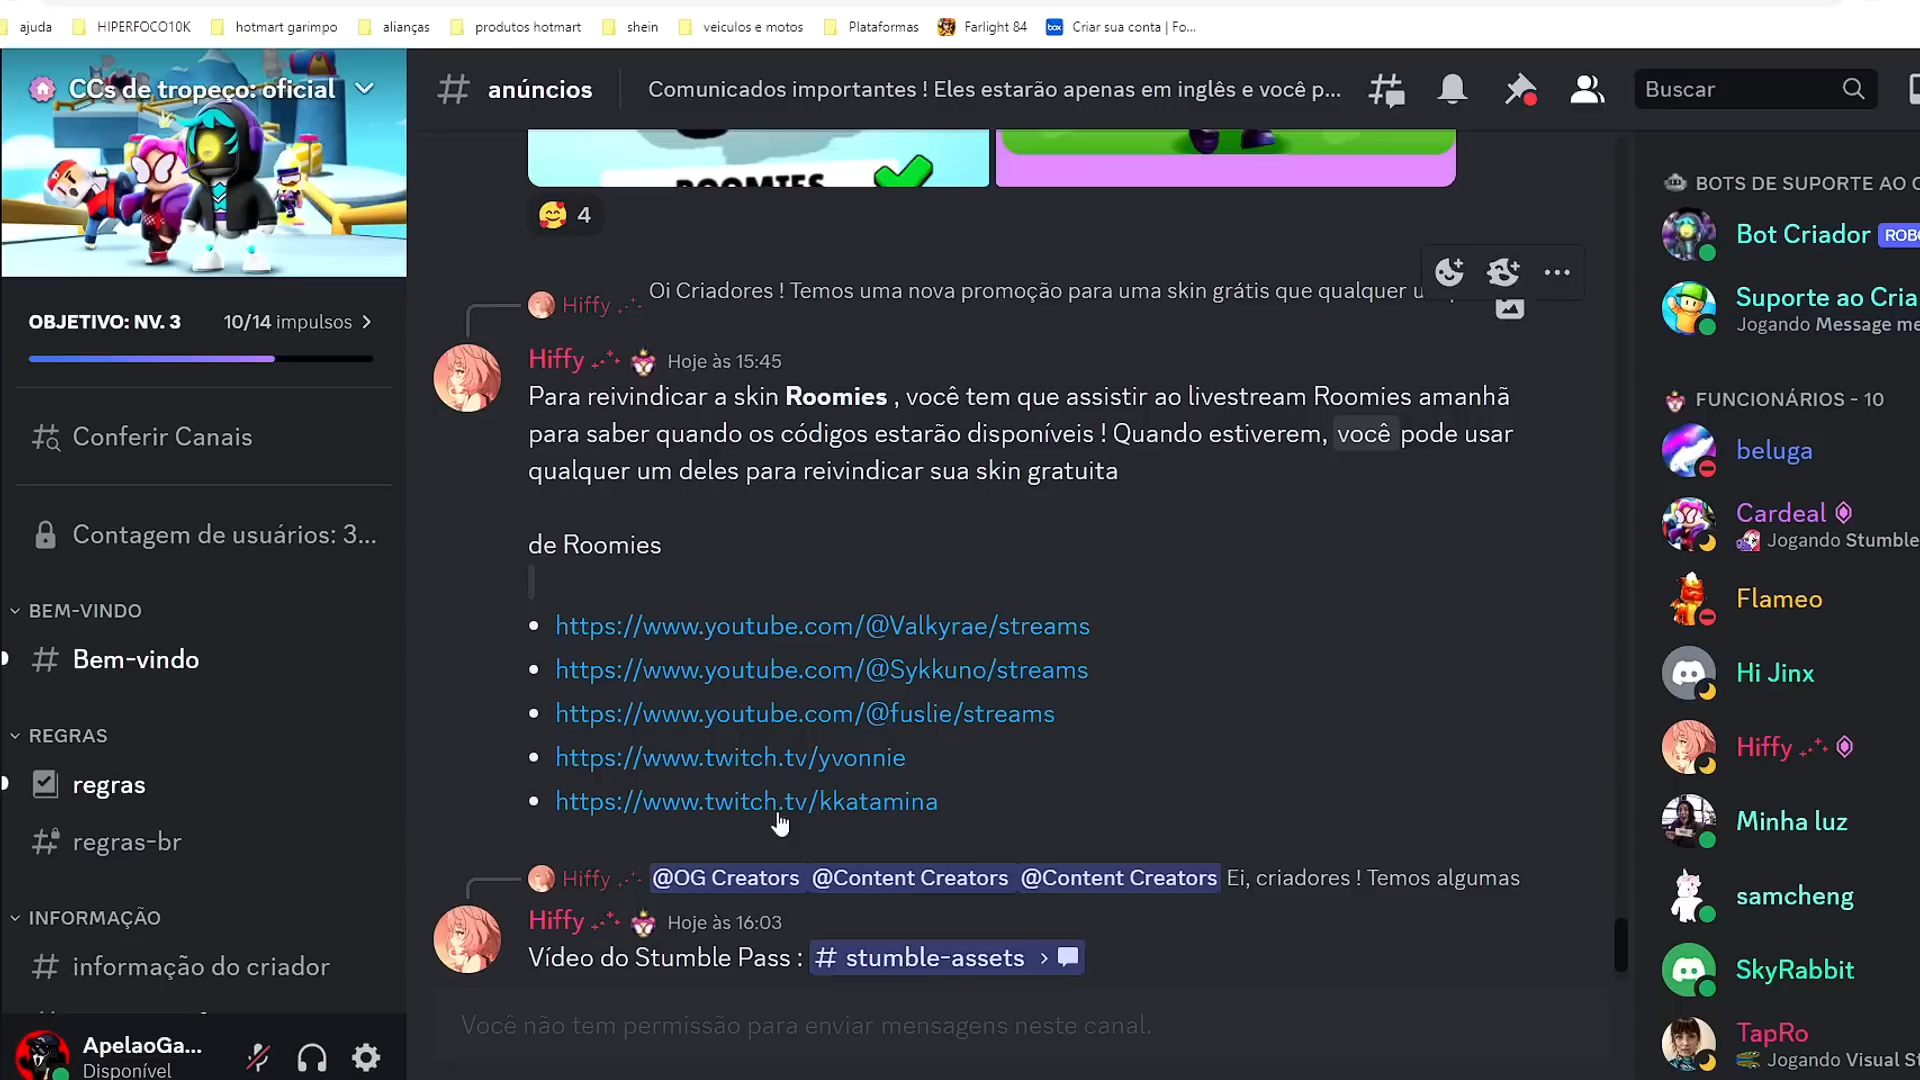 ajuda HIPERFOCO10K hotmart garimpo alianças produtos hotmart shein veiculos e motos Plataformas Farlight 84 box Criar sua conta | Fo...
CCs de tropeço: oficial
OBJETIVO: NV. 3 10/14 impulsos
Conferir Canais
Contagem de usuários: 3...
BEM-VINDO
Bem-vindo
REGRAS
regras
regras-br
INFORMAÇÃO
informação do criador
ApelaoGa...
Disponível
anúncios Comunicados importantes ! Eles estarão apenas em inglês e você p... Buscar
ROOMIES
4
Hiffy Oi Criadores ! Temos uma nova promoção para uma skin grátis que qualquer u
Hiffy Hoje às 15:45
Para reivindicar a skin Roomies , você tem que assistir ao livestream Roomies amanhã
para saber quando os códigos estarão disponíveis ! Quando estiverem, você pode usar
qualquer um deles para reivindicar sua skin gratuita
de Roomies
• https://www.youtube.com/@Valkyrae/streams
• https://www.youtube.com/@Sykkuno/streams
• https://www.youtube.com/@fuslie/streams
• https://www.twitch.tv/yvonnie
• https://www.twitch.tv/kkatamina
Hiffy @OG Creators @Content Creators @Content Creators Ei, criadores ! Temos algumas
Hiffy Hoje às 16:03
Vídeo do Stumble Pass : # stumble-assets ›
Você não tem permissão para enviar mensagens neste canal.
BOTS DE SUPORTE AO C
Bot Criador ROBÔ
Suporte ao Cria
Jogando Message me
FUNCIONÁRIOS - 10
beluga
Cardeal
Jogando Stumble
Flameo
Hi Jinx
Hiffy
Minha luz
samcheng
SkyRabbit
TapRo
Jogando Visual St